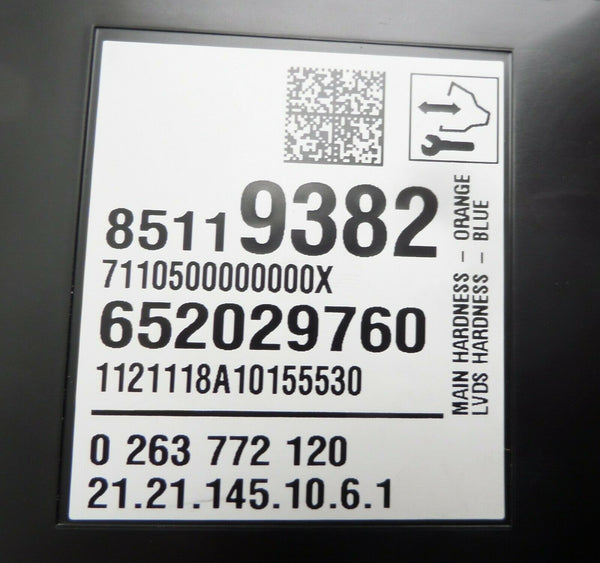 85119382
7110500000000X
652029760
1121118A10155530
0 263 772 120
21.21.145.10.6.1
MAIN HARDNESS - ORANGE
LVDS HARDNESS - BLUE